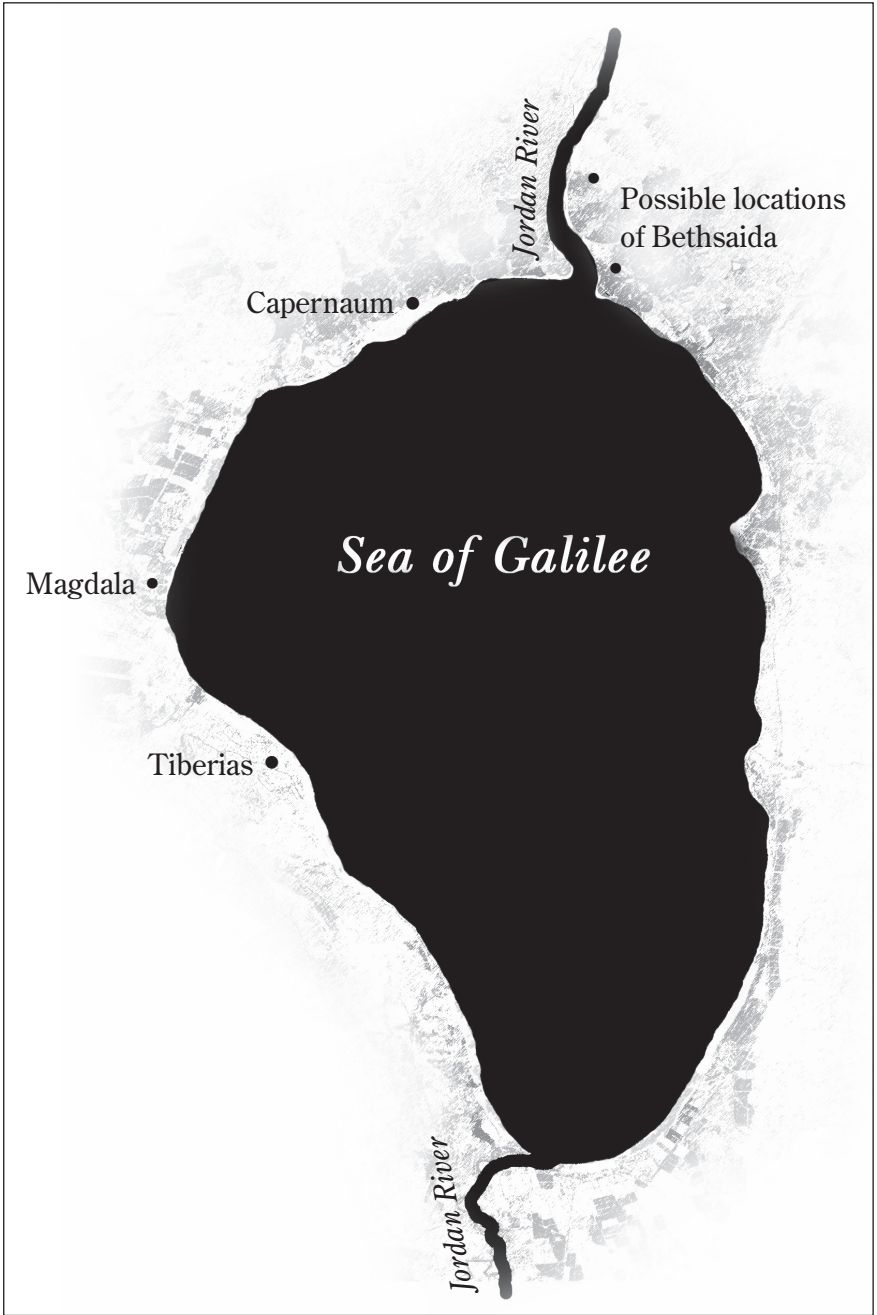 Jordan River
Possible locations
of Bethsaida
Capernaum
Sea of Galilee
Magdala
Tiberias
Jordan River